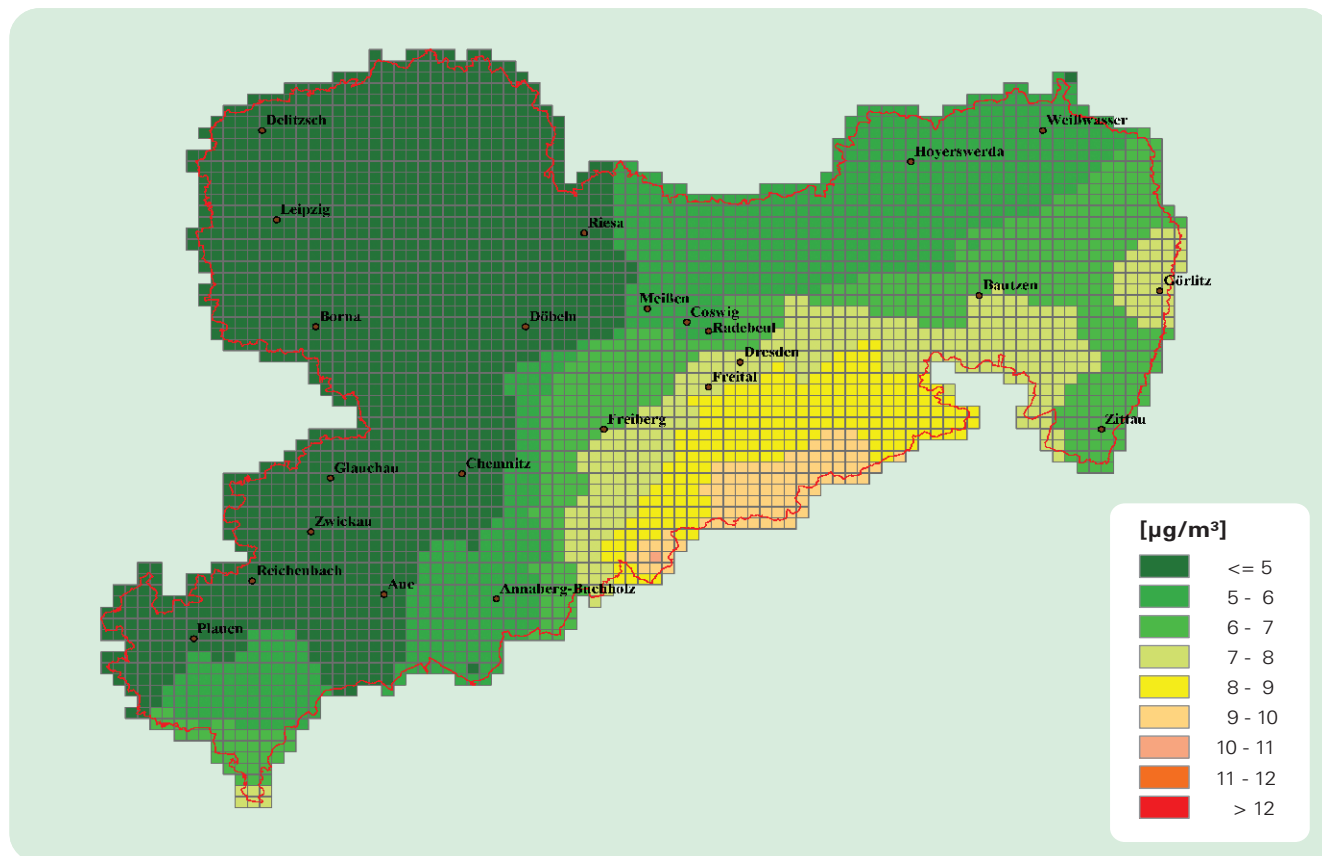 Delitzsch
Weißwasser
Hoyerswerda
Leipzig
Riesa
Görlitz
Bautzen
Meißen
Coswig
Borna
Döbeln
Radebeul
Dresden
Freital
Freiberg
Zittau
Glauchau
Chemnitz
Zwickau
Reichenbach
Aue
Annaberg-Buchholz
Plauen
[µg/m³]
<= 5
5 - 6
6 - 7
7 - 8
8 - 9
9 - 10
10 - 11
11 - 12
> 12